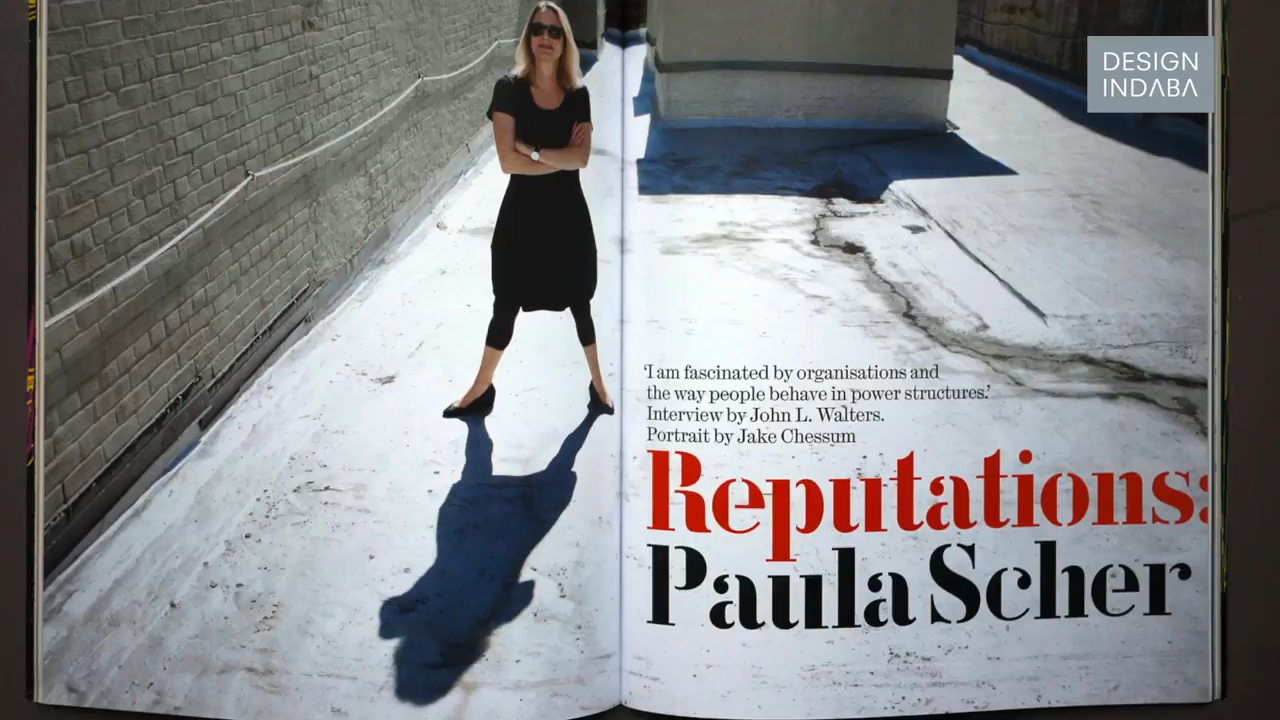 DESIGN
INDABA
'I am fascinated by organisations and
the way people behave in power structures.'
Interview by John L. Walters.
Portrait by Jake Chessum
Reputations:
Paula Scher